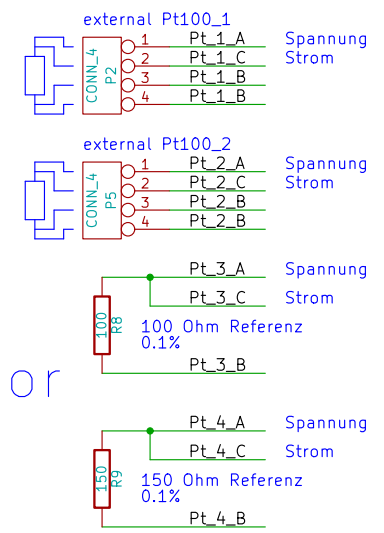 external Pt100_1
1 Pt_1_A Spannung
2 Pt_1_C Strom
3 Pt_1_B
4 Pt_1_B
CONN_4
P2
external Pt100_2
1 Pt_2_A Spannung
2 Pt_2_C Strom
3 Pt_2_B
4 Pt_2_B
CONN_4
P5
Pt_3_A Spannung
Pt_3_C Strom
100
R8
100 Ohm Referenz
0.1%
Pt_3_B
or
Pt_4_A Spannung
Pt_4_C Strom
150
R9
150 Ohm Referenz
0.1%
Pt_4_B